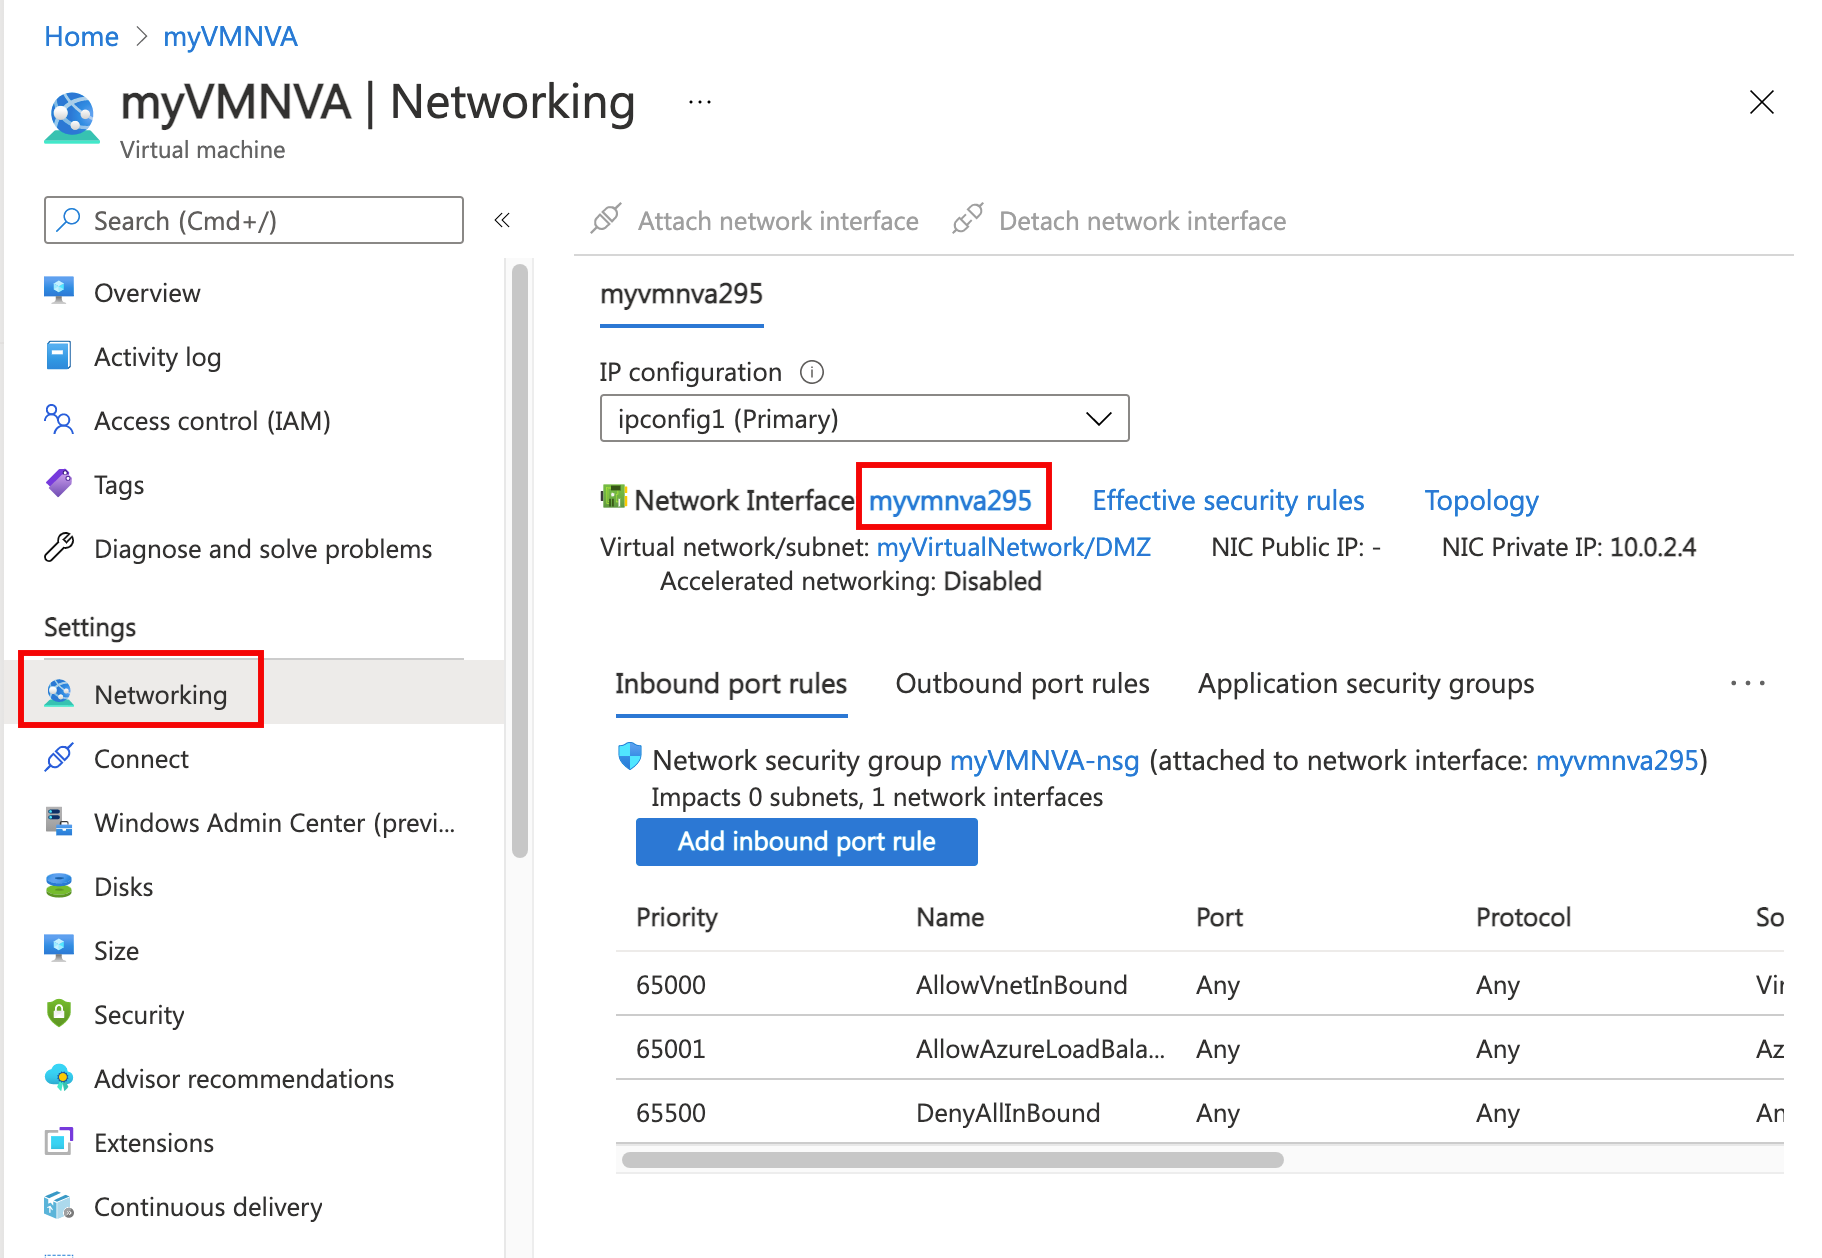 Home > myVMNVA
myVMNVA | Networking ...
Virtual machine
Search (Cmd+/)
«
Overview
Activity log
Access control (IAM)
Tags
Diagnose and solve problems
Settings
Networking
Connect
Windows Admin Center (previ...
Disks
Size
Security
Advisor recommendations
Extensions
Continuous delivery
Attach network interface Detach network interface
myvmnva295
IP configuration
ipconfig1 (Primary)
Network Interface myvmnva295 Effective security rules Topology
Virtual network/subnet: myVirtualNetwork/DMZ NIC Public IP: - NIC Private IP: 10.0.2.4
Accelerated networking: Disabled
Inbound port rules Outbound port rules Application security groups ...
Network security group myVMNVA-nsg (attached to network interface: myvmnva295)
Impacts 0 subnets, 1 network interfaces
Add inbound port rule
Priority Name Port Protocol So
65000 AllowVnetInBound Any Any Vir
65001 AllowAzureLoadBala... Any Any Az
65500 DenyAllInBound Any Any An